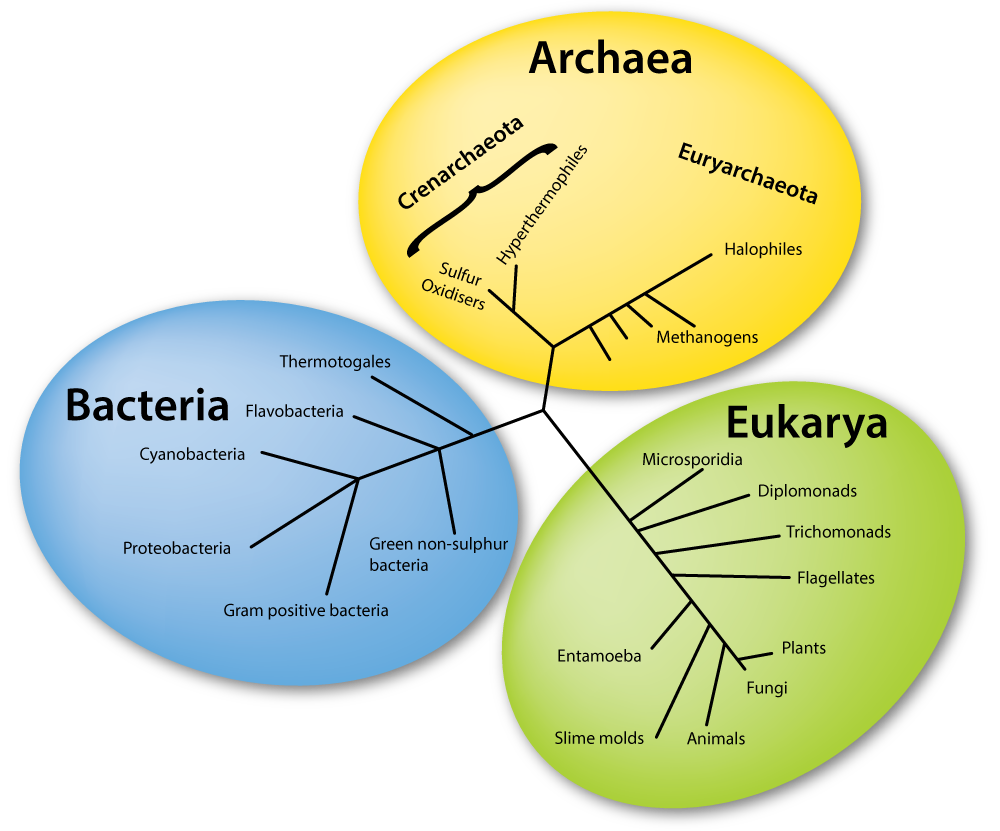 Archaea
Crenarchaeota
Euryarchaeota
Hyperthermophiles
Sulfur
Oxidisers
Halophiles
Methanogens
Bacteria
Thermotogales
Flavobacteria
Cyanobacteria
Proteobacteria
Green non-sulphur
bacteria
Gram positive bacteria
Eukarya
Microsporidia
Diplomonads
Trichomonads
Flagellates
Entamoeba
Plants
Fungi
Slime molds
Animals